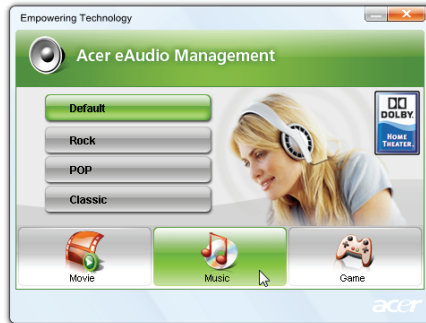 Empowering Technology
Acer eAudio Management
Default
Rock
POP
Classic
DOLBY
HOME
THEATER
Movie
Music
Game
acer